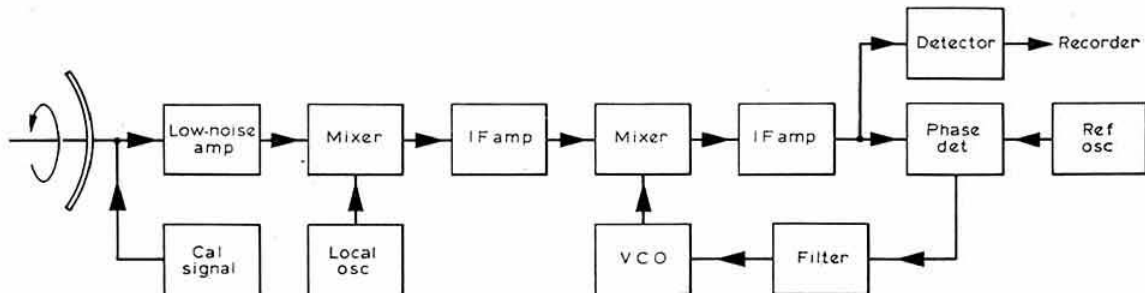 Detector
Recorder
Low-noise
amp
Mixer
IF amp
Mixer
IF amp
Phase
det
Ref
osc
Cal
signal
Local
osc
VCO
Filter